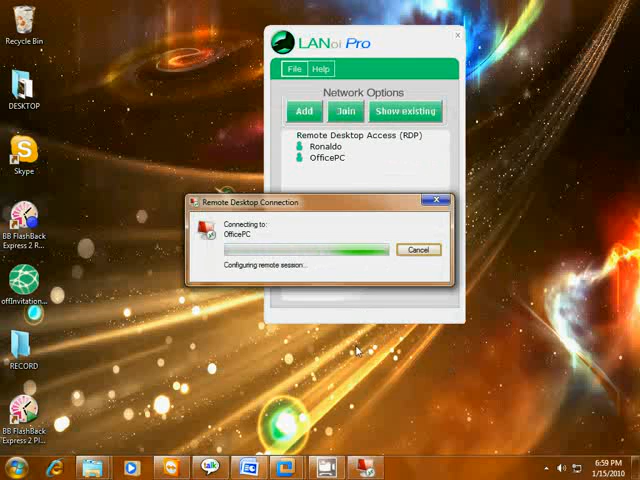 Recycle Bin
DESKTOP
Skype
BB FlashBack
Express 2 R...
offInvitation...
RECORD
BB FlashBack
Express 2 Pl...
LANoi Pro
x
File Help
Network Options
Add Join Show existing
Remote Desktop Access (RDP)
Ronaldo
OfficePC
Remote Desktop Connection
Connecting to:
OfficePC
Cancel
Configuring remote session...
talk
6:59 PM
1/15/2010